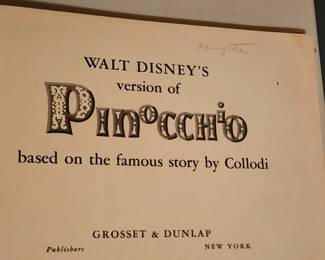 WALT DISNEY'S
version of
PINOCCHIO
based on the famous story by Collodi
GROSSET & DUNLAP
Publishers NEW YORK